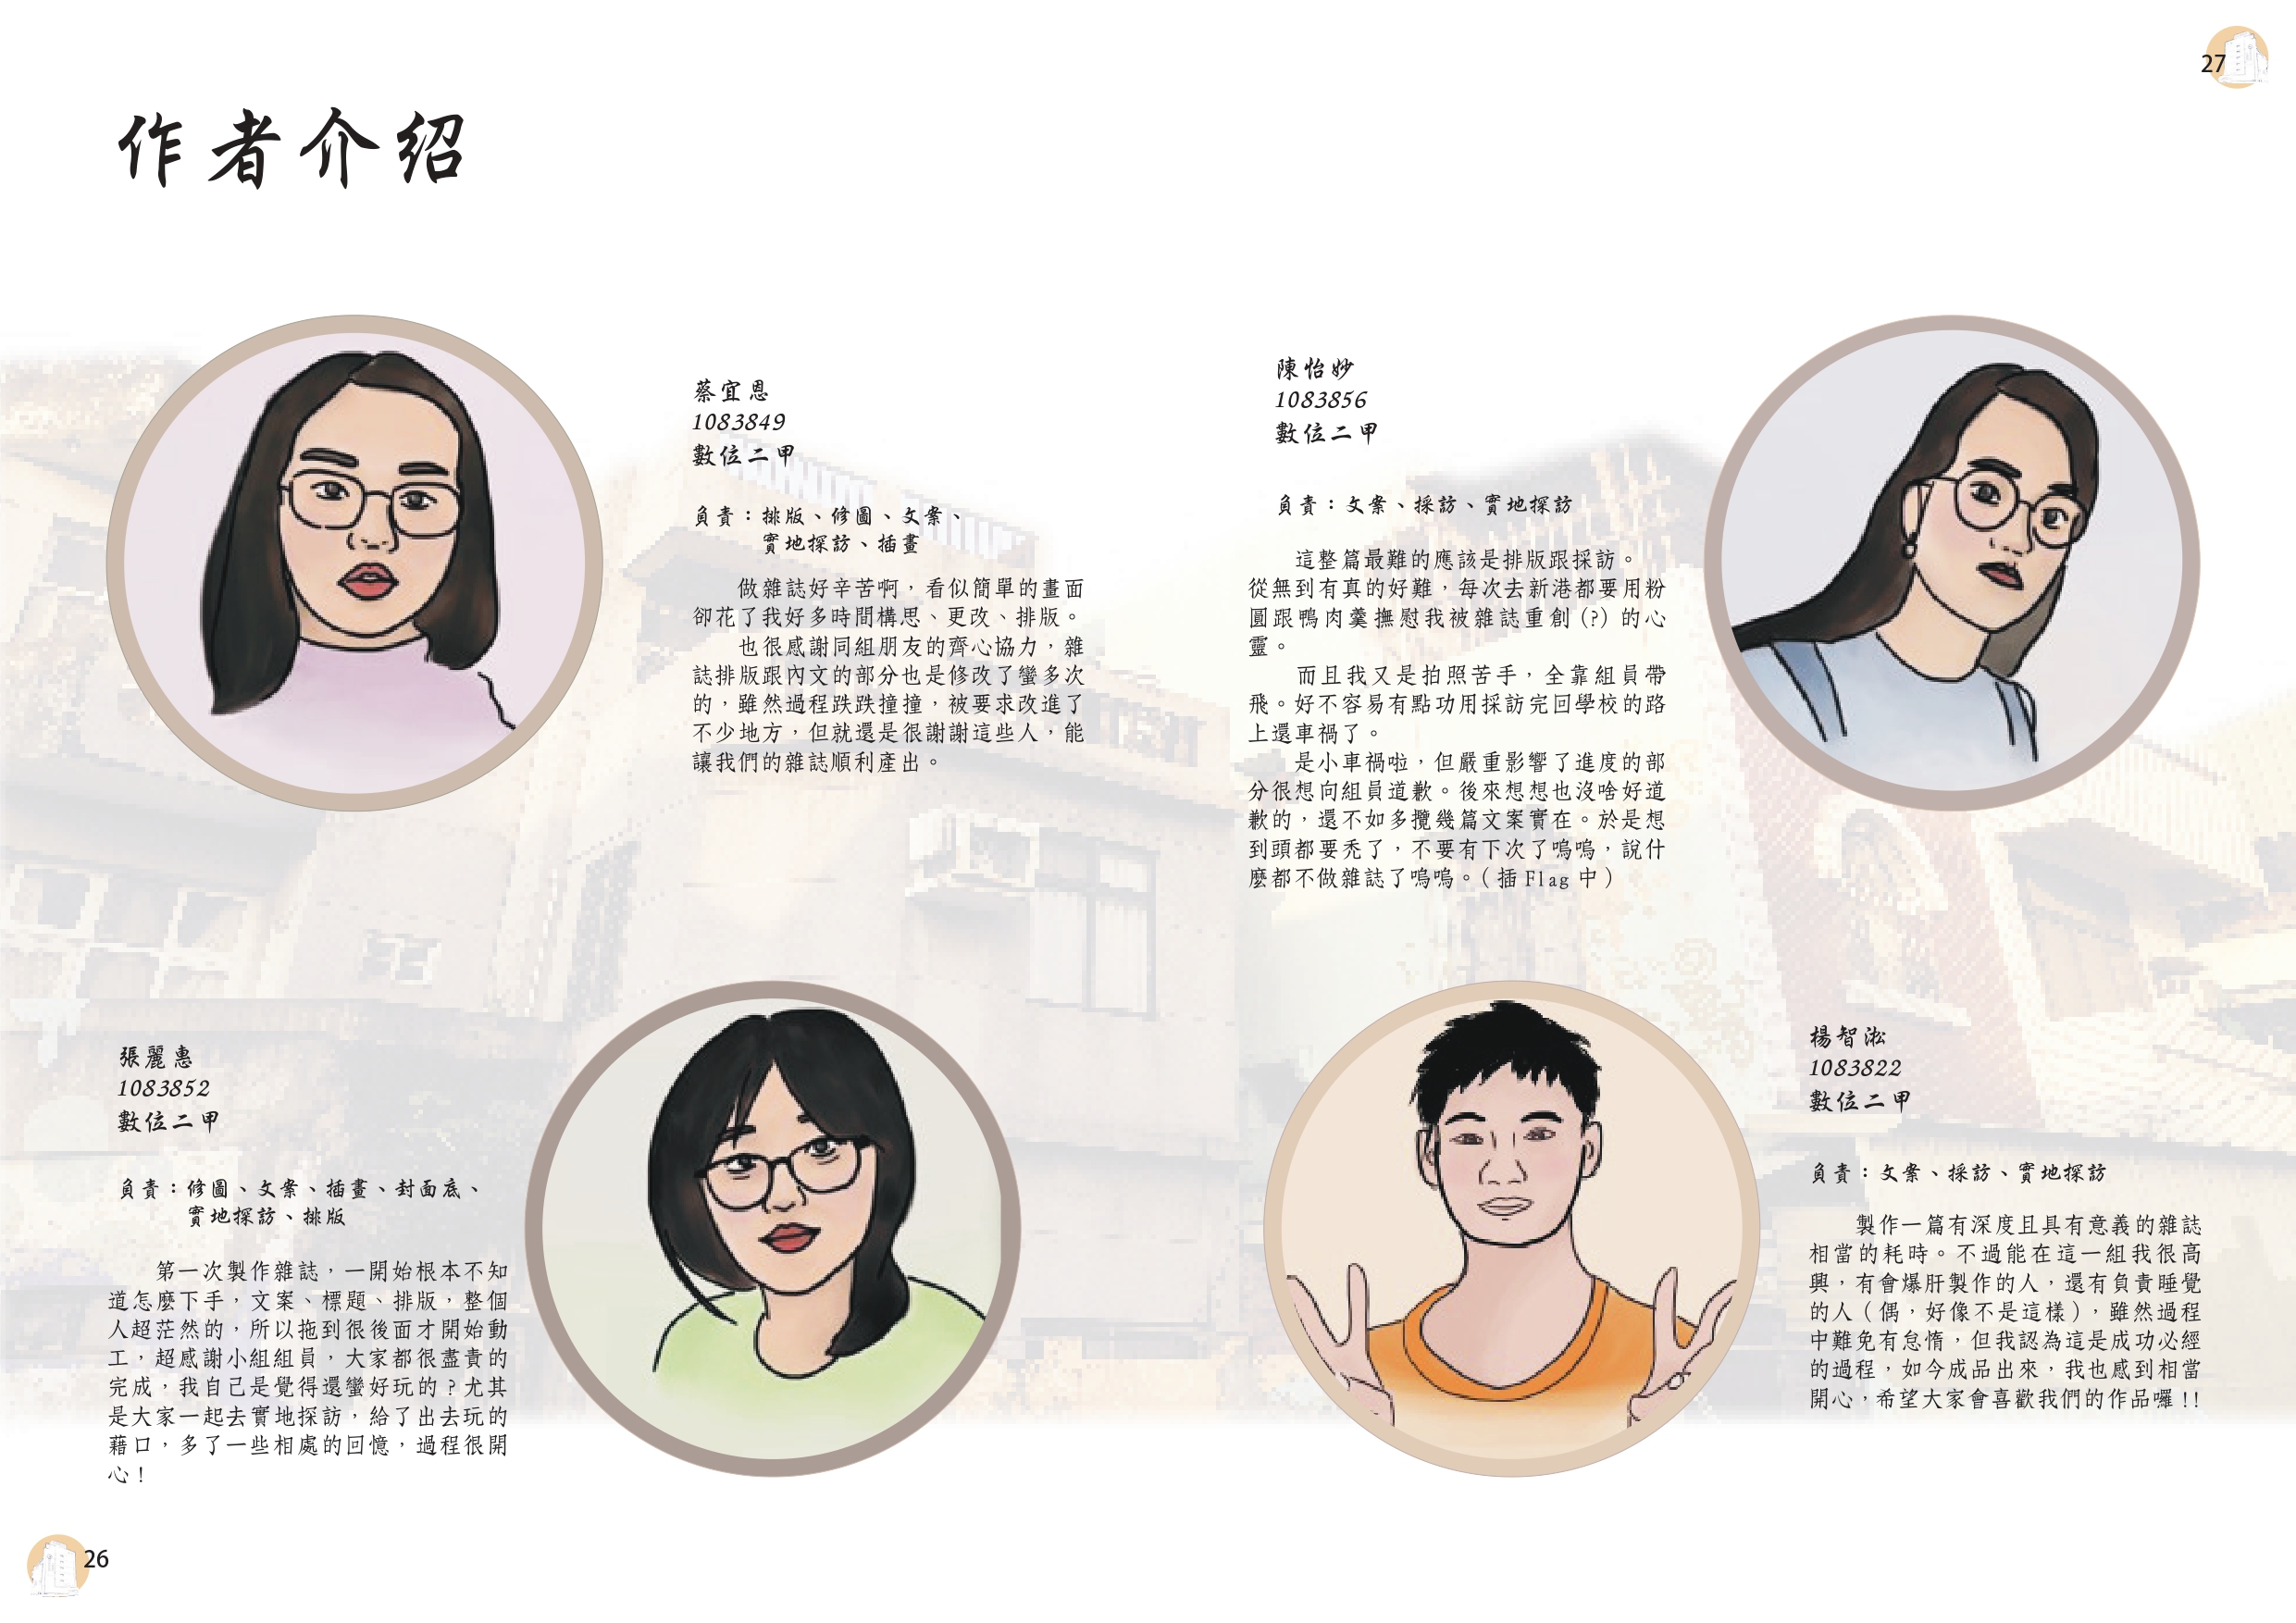 作者介紹
蔡宜恩
1083849
數位二甲
負責：排版、修圖、文案、
實地探訪、插畫
做雜誌好辛苦啊，看似簡單的畫面
卻花了我好多時間構思、更改、排版。
也很感謝同組朋友的齊心協力，雜
誌排版跟內文的部分也是修改了蠻多次
的，雖然過程跌跌撞撞，被要求改進了
不少地方，但就還是很謝謝這些人，能
讓我們的雜誌順利產出。
張麗惠
1083852
數位二甲
負責：修圖、文案、插畫、封面底、
實地探訪、排版
第一次製作雜誌，一開始根本不知
道怎麼下手，文案、標題、排版，整個
人超茫然的，所以拖到很後面才開始動
工，超感謝小組組員，大家都很盡責的
完成，我自己是覺得還蠻好玩的？尤其
是大家一起去實地探訪，給了出去玩的
藉口，多了一些相處的回憶，過程很開
心！
26
27
陳怡妙
1083856
數位二甲
負責：文案、採訪、實地探訪
這整篇最難的應該是排版跟採訪。
從無到有真的好難，每次去新港都要用粉
圓跟鴨肉羹撫慰我被雜誌重創(?)的心
靈。
而且我又是拍照苦手，全靠組員帶
飛。好不容易有點功用採訪完回學校的路
上還車禍了。
是小車禍啦，但嚴重影響了進度的部
分很想向組員道歉。後來想想也沒啥好道
歉的，還不如多攬幾篇文案實在。於是想
到頭都要禿了，不要有下次了嗚嗚，說什
麼都不做雜誌了嗚嗚。（插 Flag 中）
楊智淞
1083822
數位二甲
負責：文案、採訪、實地探訪
製作一篇有深度且具有意義的雜誌
相當的耗時。不過能在這一組我很高
興，有會爆肝製作的人，還有負責睡覺
的人（偶，好像不是這樣），雖然過程
中難免有怠惰，但我認為這是成功必經
的過程，如今成品出來，我也感到相當
開心，希望大家會喜歡我們的作品囉！！